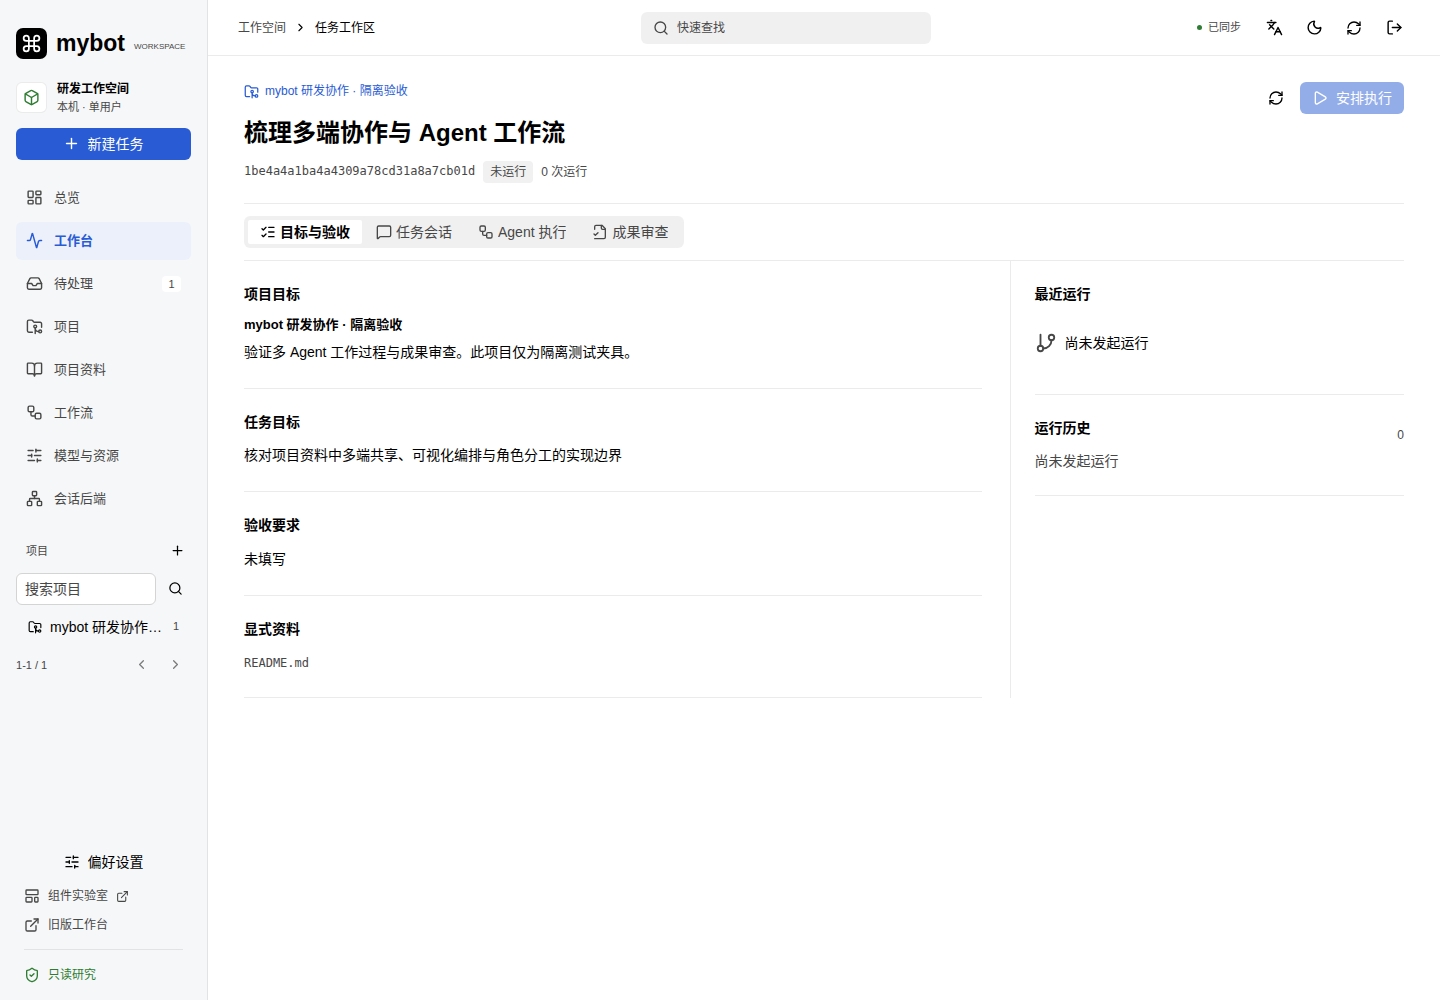 mybot WORKSPACE
研发工作空间
本机 · 单用户
新建任务
总览
工作台
待处理 1
项目
项目资料
工作流
模型与资源
会话后端
项目
搜索项目
mybot 研发协作… 1
1-1 / 1
偏好设置
组件实验室
旧版工作台
只读研究
工作空间 任务工作区
快速查找
已同步
mybot 研发协作 · 隔离验收
安排执行
梳理多端协作与 Agent 工作流
1be4a4a1ba4a4309a78cd31a8a7cb01d 未运行 0 次运行
目标与验收 任务会话 Agent 执行 成果审查
项目目标
mybot 研发协作 · 隔离验收
验证多 Agent 工作过程与成果审查。此项目仅为隔离测试夹具。
任务目标
核对项目资料中多端共享、可视化编排与角色分工的实现边界
验收要求
未填写
显式资料
README.md
最近运行
尚未发起运行
运行历史 0
尚未发起运行